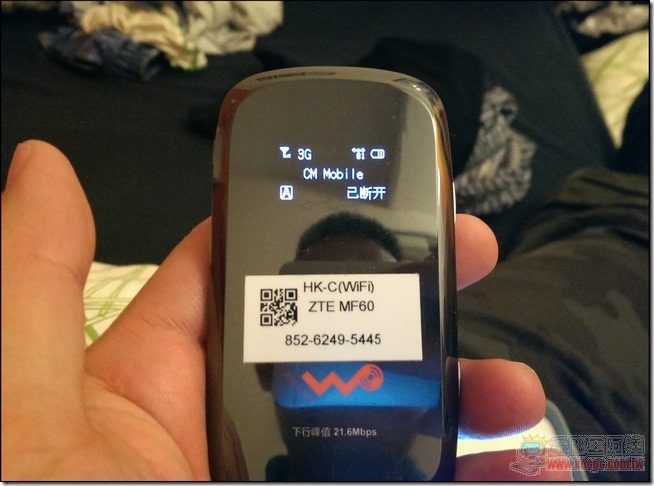 3G
CM Mobile
A 已断开
HK-C(WiFi)
ZTE MF60
852-6249-5445
下行峰值 21.6Mbps